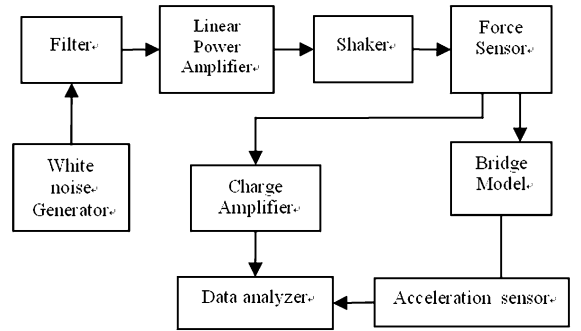 Filter
Linear
Power
Amplifier
Shaker
Force
Sensor
White
noise
Generator
Charge
Amplifier
Bridge
Model
Data analyzer
Acceleration sensor